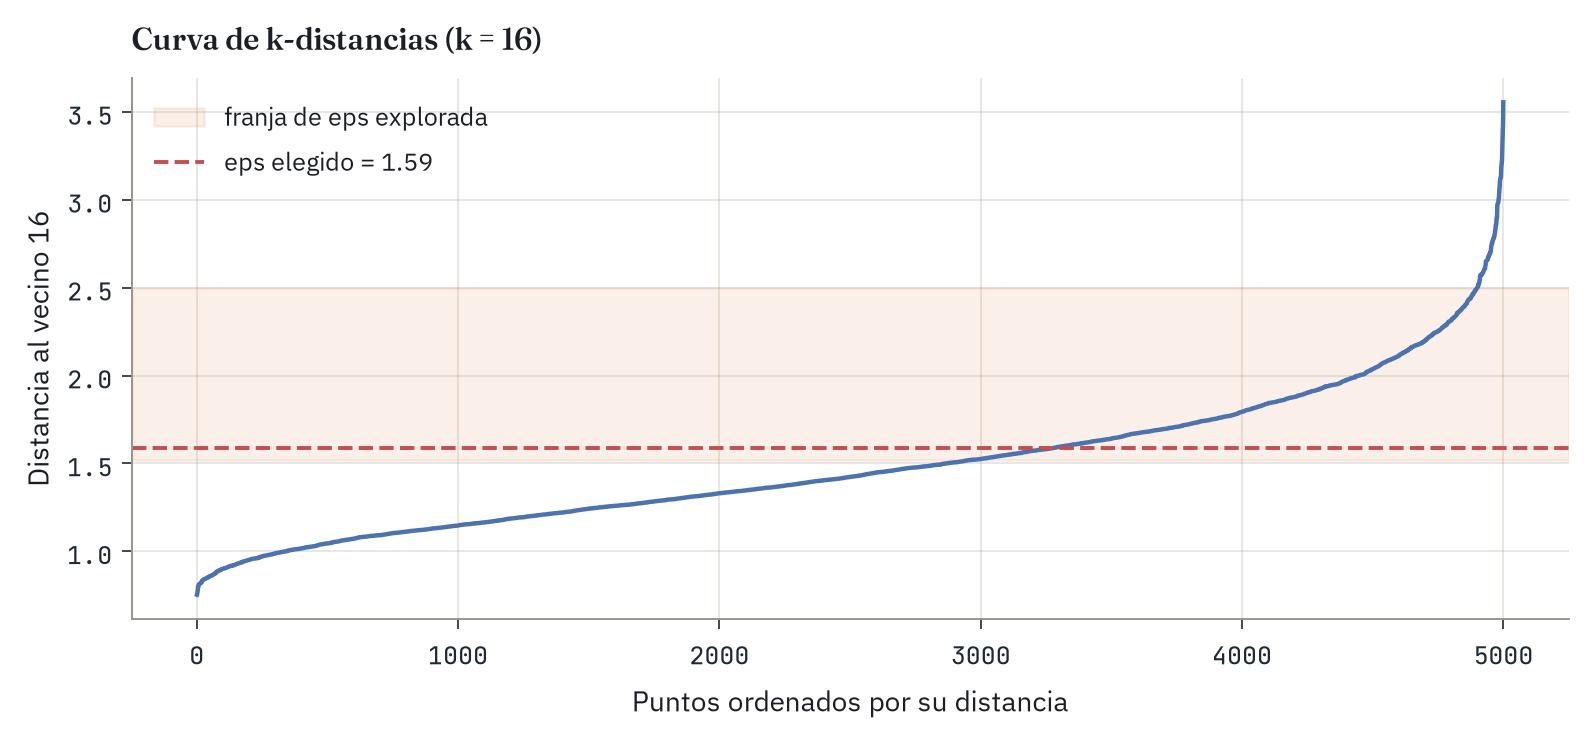 Curva de k-distancias (k = 16)
franja de eps explorada
eps elegido = 1.59
Distancia al vecino 16
3.5
3.0
2.5
2.0
1.5
1.0
0 1000 2000 3000 4000 5000
Puntos ordenados por su distancia